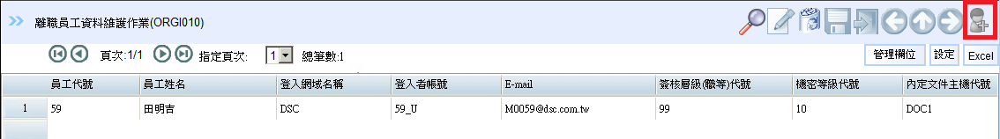 離職員工資料維護作業(ORGI010)
頁次:1/1 指定頁次: 1 總筆數:1 管理欄位 設定 Excel
員工代號 員工姓名 登入網域名稱 登入者帳號 E-mail 簽核層級(職等)代號 機密等級代號 內定文件主機代號
1 59 田明吉 DSC 59_U M0059@dsc.com.tw 99 10 DOC1